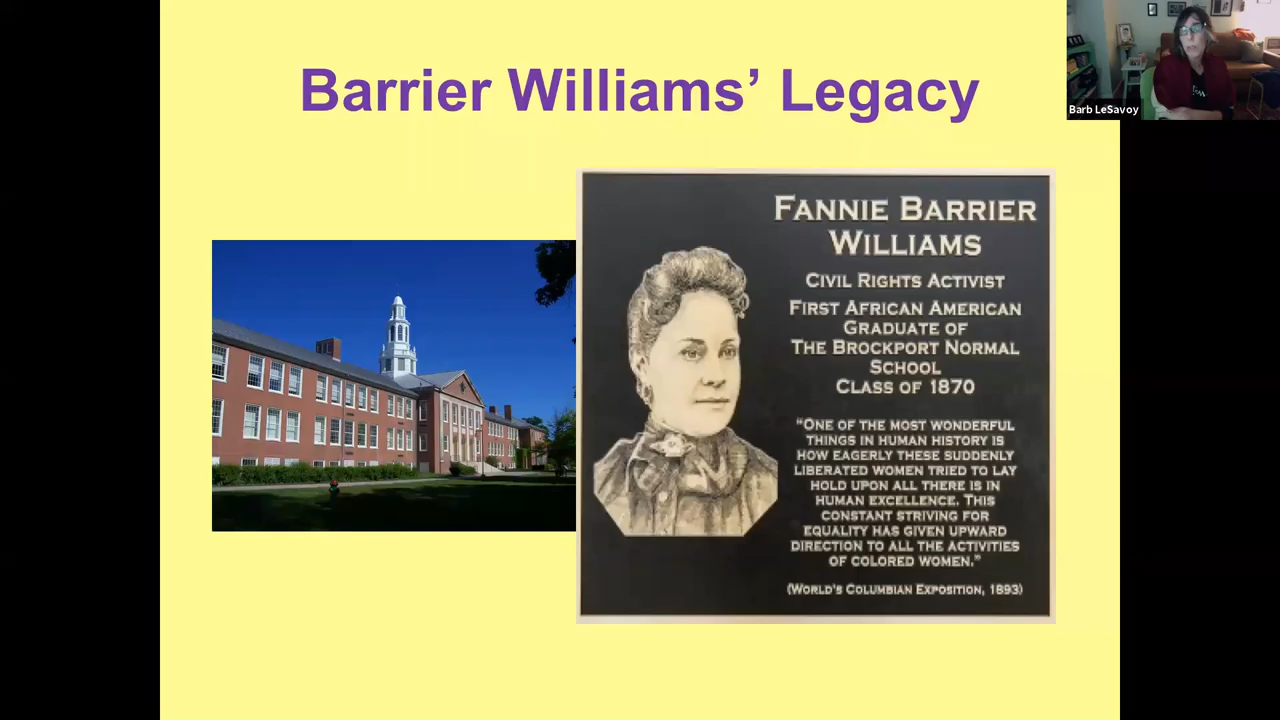 Barrier Williams’ Legacy
Barb LeSavoy
FANNIE BARRIER
WILLIAMS
CIVIL RIGHTS ACTIVIST
FIRST AFRICAN AMERICAN
GRADUATE OF
THE BROCKPORT NORMAL
SCHOOL
CLASS OF 1870
“ONE OF THE MOST WONDERFUL
THINGS IN HUMAN HISTORY IS
HOW EAGERLY THESE SUDDENLY
LIBERATED WOMEN TRIED TO LAY
HOLD UPON ALL THERE IS IN
HUMAN EXCELLENCE. THIS
CONSTANT STRIVING FOR
EQUALITY HAS GIVEN UPWARD
DIRECTION TO ALL THE ACTIVITIES
OF COLORED WOMEN.”
(WORLD’S COLUMBIAN EXPOSITION, 1893)